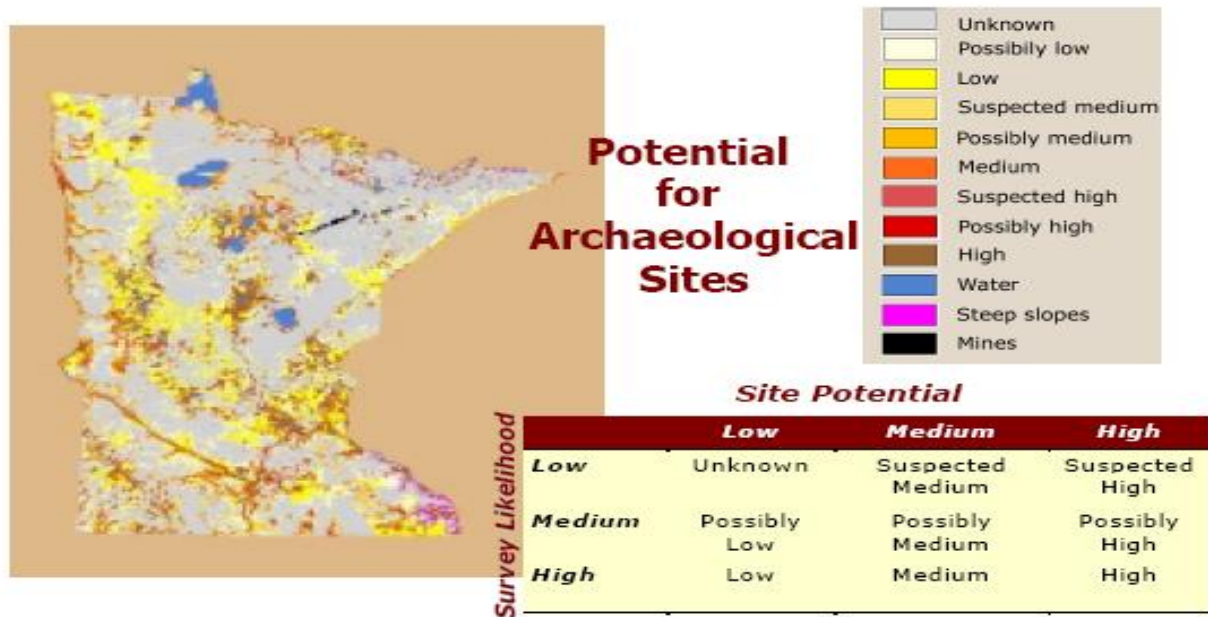 Potential
for
Archaeological
Sites
Unknown
Possibily low
Low
Suspected medium
Possibly medium
Medium
Suspected high
Possibly high
High
Water
Steep slopes
Mines
Site Potential
Survey Likelihood
Low Medium High
Low Unknown Suspected Suspected
Medium High
Medium Possibly Possibly Possibly
Low Medium High
High Low Medium High